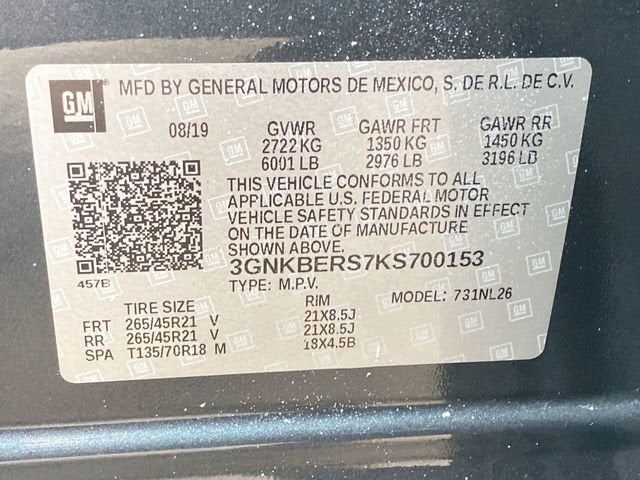 GM
MFD BY GENERAL MOTORS DE MEXICO, S. DE R.L. DE C.V.
08/19 GVWR GAWR FRT GAWR RR
2722 KG 1350 KG 1450 KG
6001 LB 2976 LB 3196 LB
THIS VEHICLE CONFORMS TO ALL
APPLICABLE U.S. FEDERAL MOTOR
VEHICLE SAFETY STANDARDS IN EFFECT
ON THE DATE OF MANUFACTURE
SHOWN ABOVE.
3GNKBERS7KS700153
457B
TYPE: M.P.V. MODEL: 731NL26
TIRE SIZE RIM
FRT 265/45R21 V 21X8.5J
RR 265/45R21 V 21X8.5J
SPA T135/70R18 M 18X4.5B